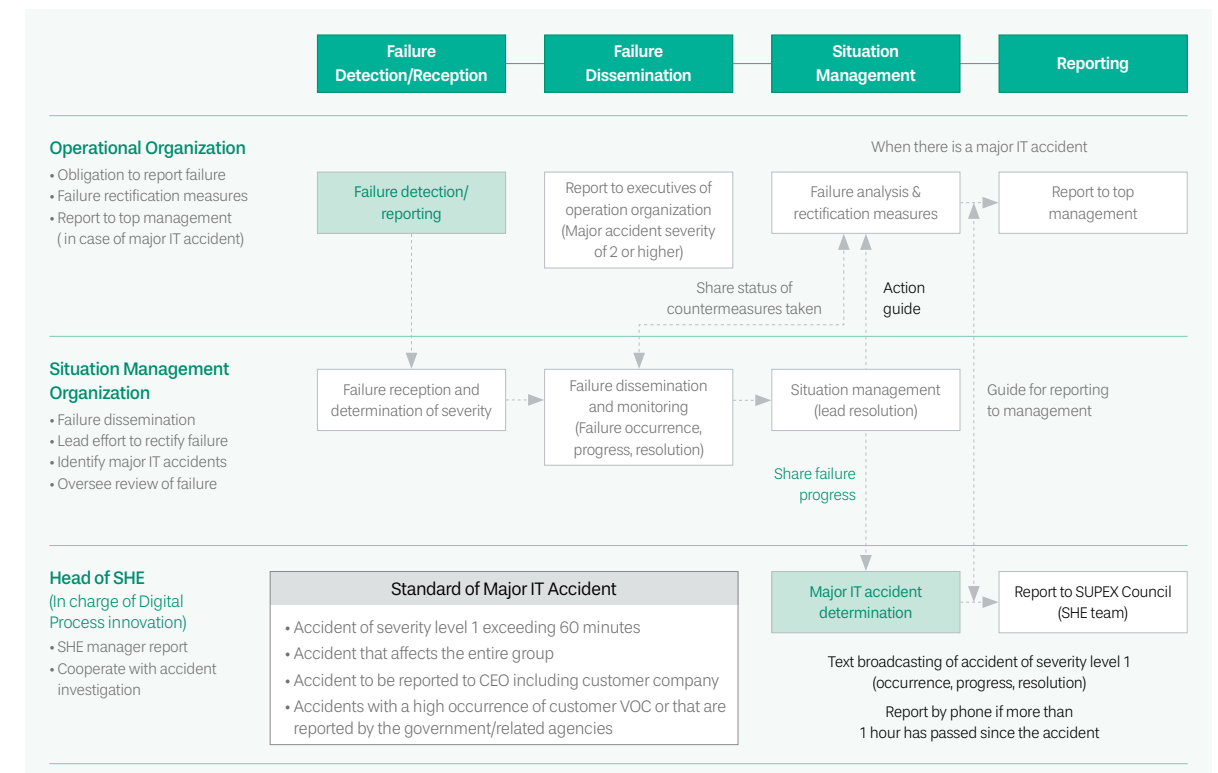 Failure
Detection/Reception
Failure
Dissemination
Situation
Management
Reporting
Operational Organization
• Obligation to report failure
• Failure rectification measures
• Report to top management
( in case of major IT accident)
When there is a major IT accident
Failure detection/
reporting
Report to executives of
operation organization
(Major accident severity
of 2 or higher)
Failure analysis &
rectification measures
Report to top
management
Share status of
countermeasures taken
Action
guide
Situation Management
Organization
• Failure dissemination
• Lead effort to rectify failure
• Identify major IT accidents
• Oversee review of failure
Failure reception and
determination of severity
Failure dissemination
and monitoring
(Failure occurrence,
progress, resolution)
Situation management
(lead resolution)
Guide for reporting
to management
Share failure
progress
Head of SHE
(In charge of Digital
Process innovation)
• SHE manager report
• Cooperate with accident
investigation
Standard of Major IT Accident
• Accident of severity level 1 exceeding 60 minutes
• Accident that affects the entire group
• Accident to be reported to CEO including customer company
• Accidents with a high occurrence of customer VOC or that are
reported by the government/related agencies
Major IT accident
determination
Report to SUPEX Council
(SHE team)
Text broadcasting of accident of severity level 1
(occurrence, progress, resolution)
Report by phone if more than
1 hour has passed since the accident